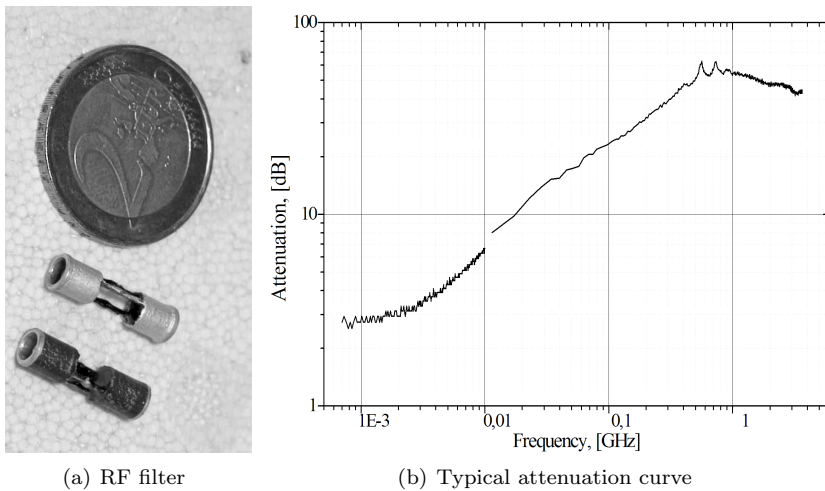 100
10
1
Attenuation, [dB]
1E-3
0,01
0,1
1
Frequency, [GHz]
(a) RF filter
(b) Typical attenuation curve